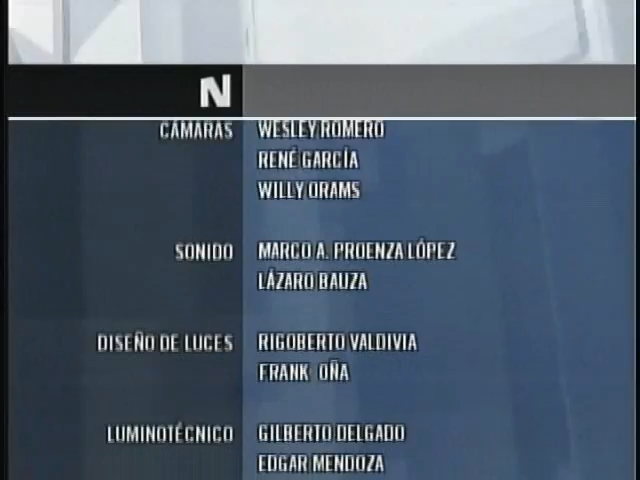 N
CÁMARAS WESLEY ROMERO
RENÉ GARCÍA
WILLY ORAMS
SONIDO MARCO A. PROENZA LÓPEZ
LÁZARO BAUZA
DISEÑO DE LUCES RIGOBERTO VALDIVIA
FRANK OÑA
LUMINOTÉCNICO GILBERTO DELGADO
EDGAR MENDOZA